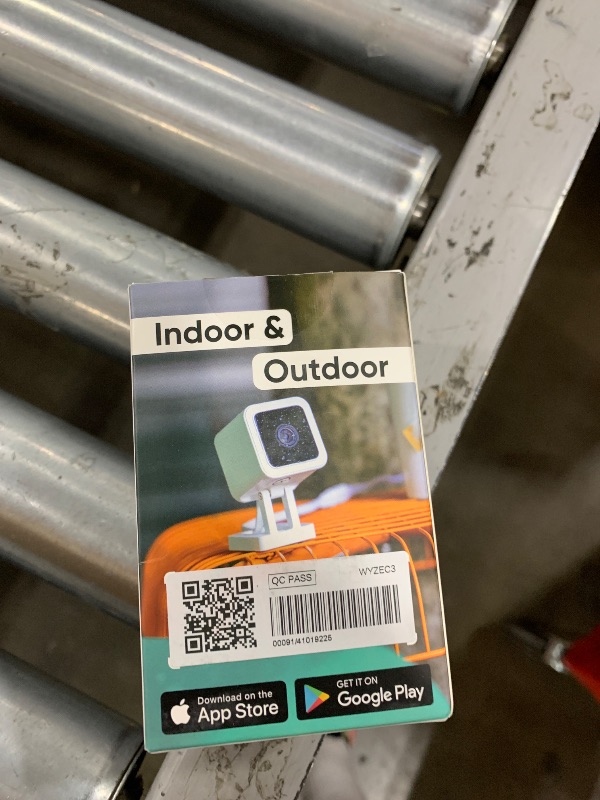 Indoor &
Outdoor
QC PASS
WYZEC3
00091/41019225
Download on the
App Store
GET IT ON
Google Play